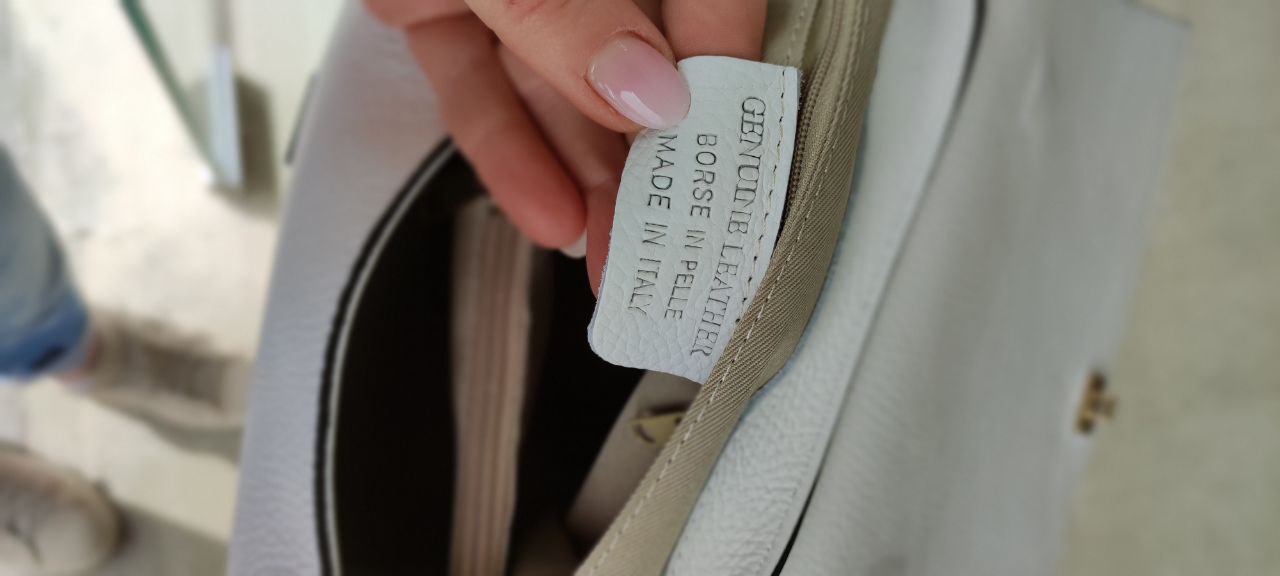 GENUINE LEATHER
BORSE IN PELLE
MADE IN ITALY